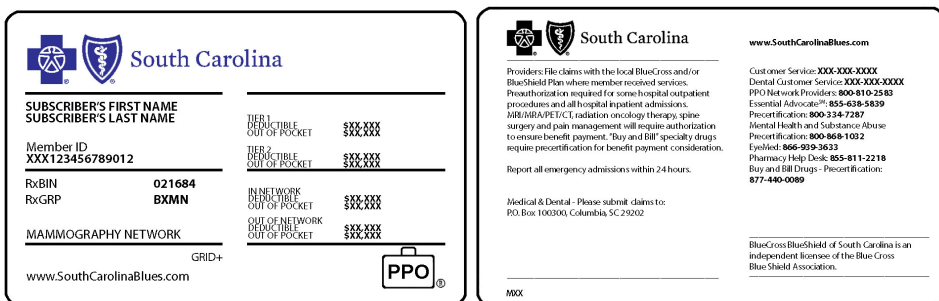 South Carolina
SUBSCRIBER'S FIRST NAME
SUBSCRIBER'S LAST NAME
Member ID
XXX123456789012
RxBIN 021684
RxGRP BXMN
MAMMOGRAPHY NETWORK
GRID+
www.SouthCarolinaBlues.com
TIER 1
DEDUCTIBLE $XX,XXX
OUT OF POCKET $XX,XXX
TIER 2
DEDUCTIBLE $XX,XXX
OUT OF POCKET $XX,XXX
IN NETWORK
DEDUCTIBLE $XX,XXX
OUT OF POCKET $XX,XXX
OUT OF NETWORK
DEDUCTIBLE $XX,XXX
OUT OF POCKET $XX,XXX
PPO ®
South Carolina
Providers: File claims with the local BlueCross and/or
BlueShield Plan where member received services.
Preauthorization required for some hospital outpatient
procedures and all hospital inpatient admissions.
MRI/MRA/PET/CT, radiation oncology therapy, spine
surgery and pain management will require authorization
to ensure benefit payment. "Buy and Bill" specialty drugs
require precertification for benefit payment consideration.
Report all emergency admissions within 24 hours.
Medical & Dental - Please submit claims to:
P.O. Box 100300, Columbia, SC 29202
MXX
www.SouthCarolinaBlues.com
Customer Service: XXX-XXX-XXXX
Dental Customer Service: XXX-XXX-XXXX
PPO Network Providers: 800-810-2583
Essential Advocate℠: 855-638-5839
Precertification: 800-334-7287
Mental Health and Substance Abuse
Precertification: 800-868-1032
EyeMed: 866-939-3633
Pharmacy Help Desk: 855-811-2218
Buy and Bill Drugs - Precertification:
877-440-0089
BlueCross BlueShield of South Carolina is an
independent licensee of the Blue Cross
Blue Shield Association.